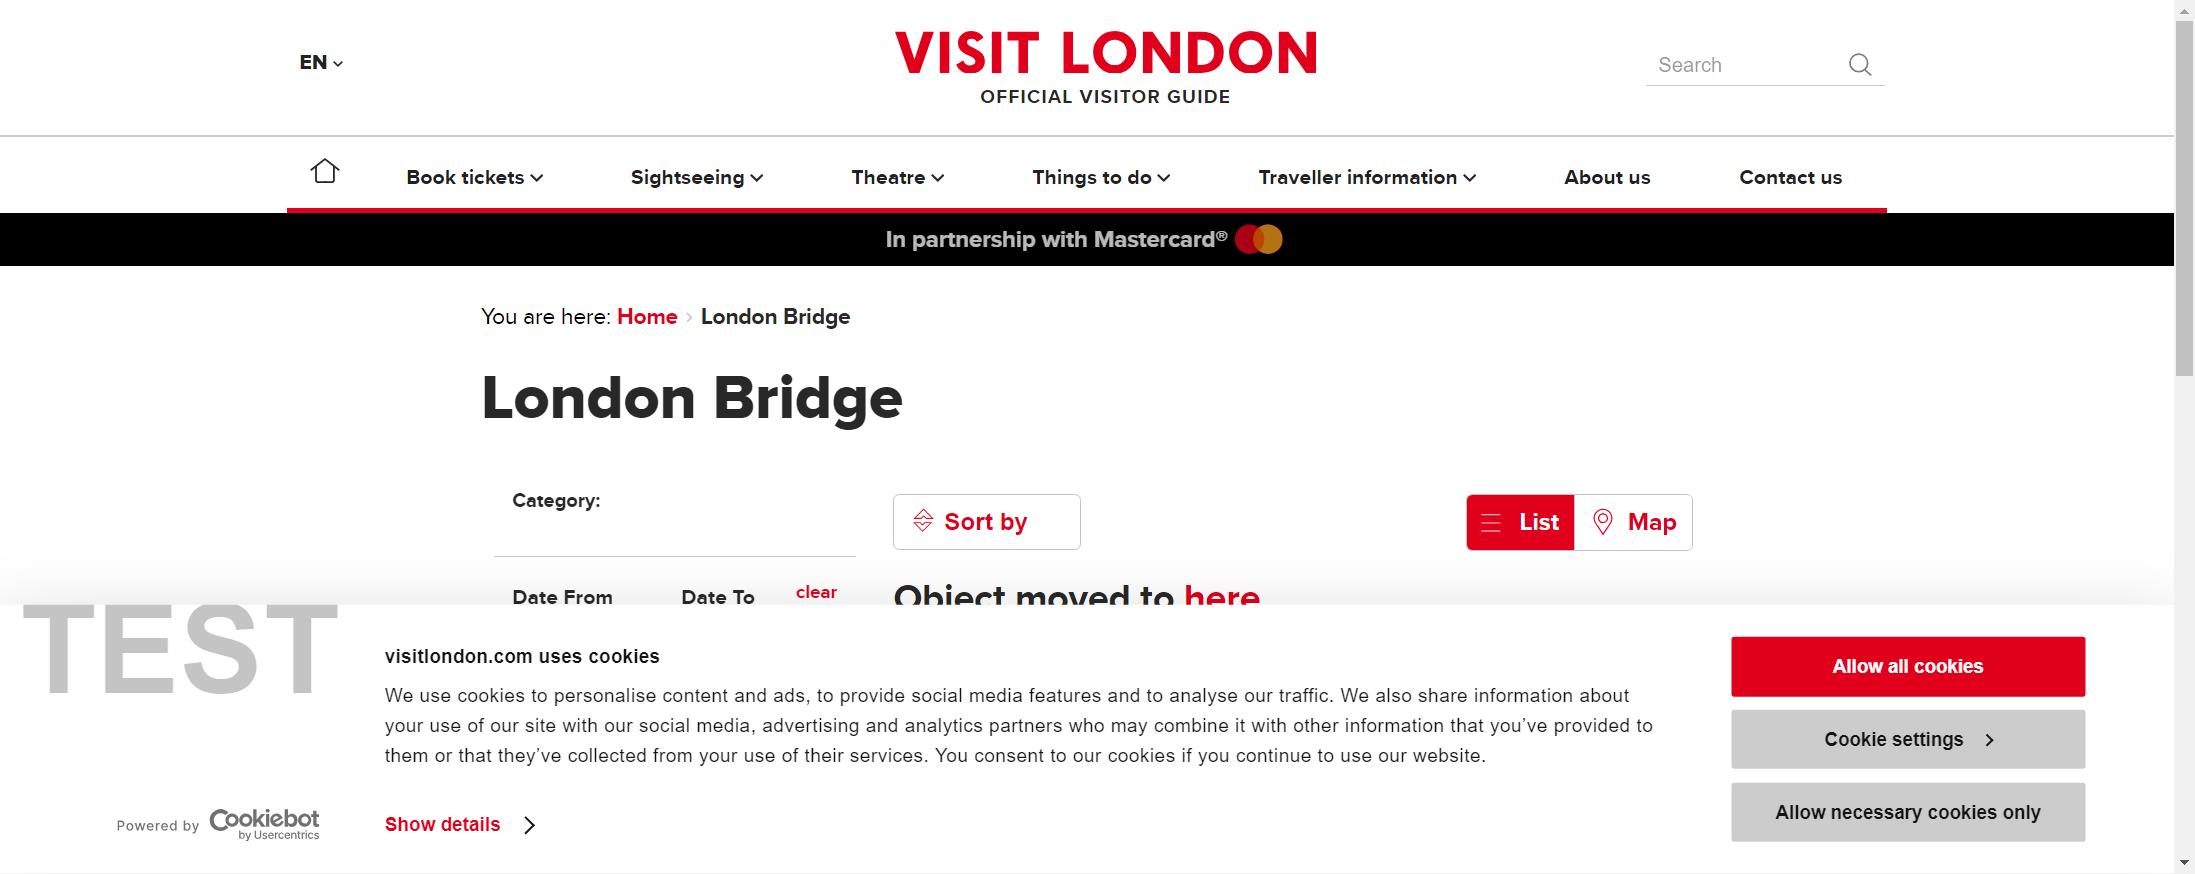 EN
VISIT LONDON
OFFICIAL VISITOR GUIDE
Search
Book tickets Sightseeing Theatre Things to do Traveller information About us Contact us
In partnership with Mastercard®
You are here: Home › London Bridge
London Bridge
Category:
Sort by
List Map
Date From Date To clear
Object moved to here
TEST
visitlondon.com uses cookies
We use cookies to personalise content and ads, to provide social media features and to analyse our traffic. We also share information about
your use of our site with our social media, advertising and analytics partners who may combine it with other information that you’ve provided to
them or that they’ve collected from your use of their services. You consent to our cookies if you continue to use our website.
Show details
Powered by Cookiebot
by Usercentrics
Allow all cookies
Cookie settings
Allow necessary cookies only